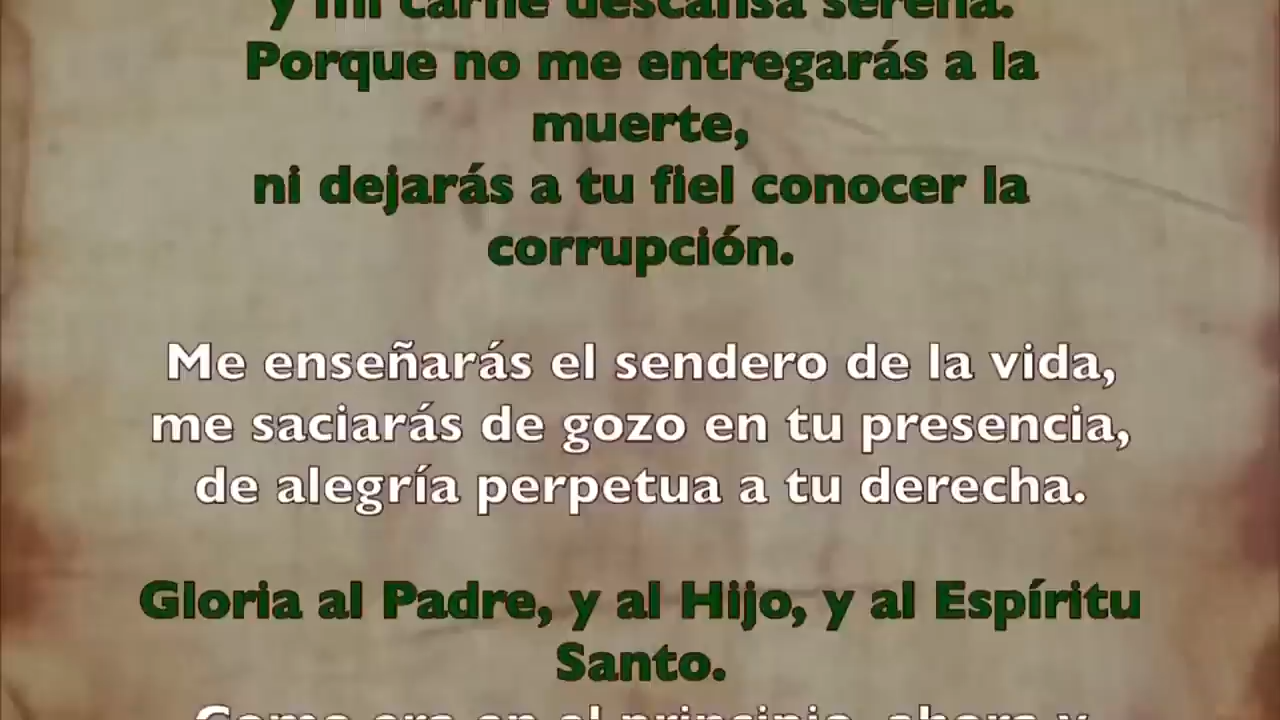 y mi carne descansa serena.
Porque no me entregarás a la
muerte,
ni dejarás a tu fiel conocer la
corrupción.
Me enseñarás el sendero de la vida,
me saciarás de gozo en tu presencia,
de alegría perpetua a tu derecha.
Gloria al Padre, y al Hijo, y al Espíritu
Santo.
Como era en el principio, ahora y